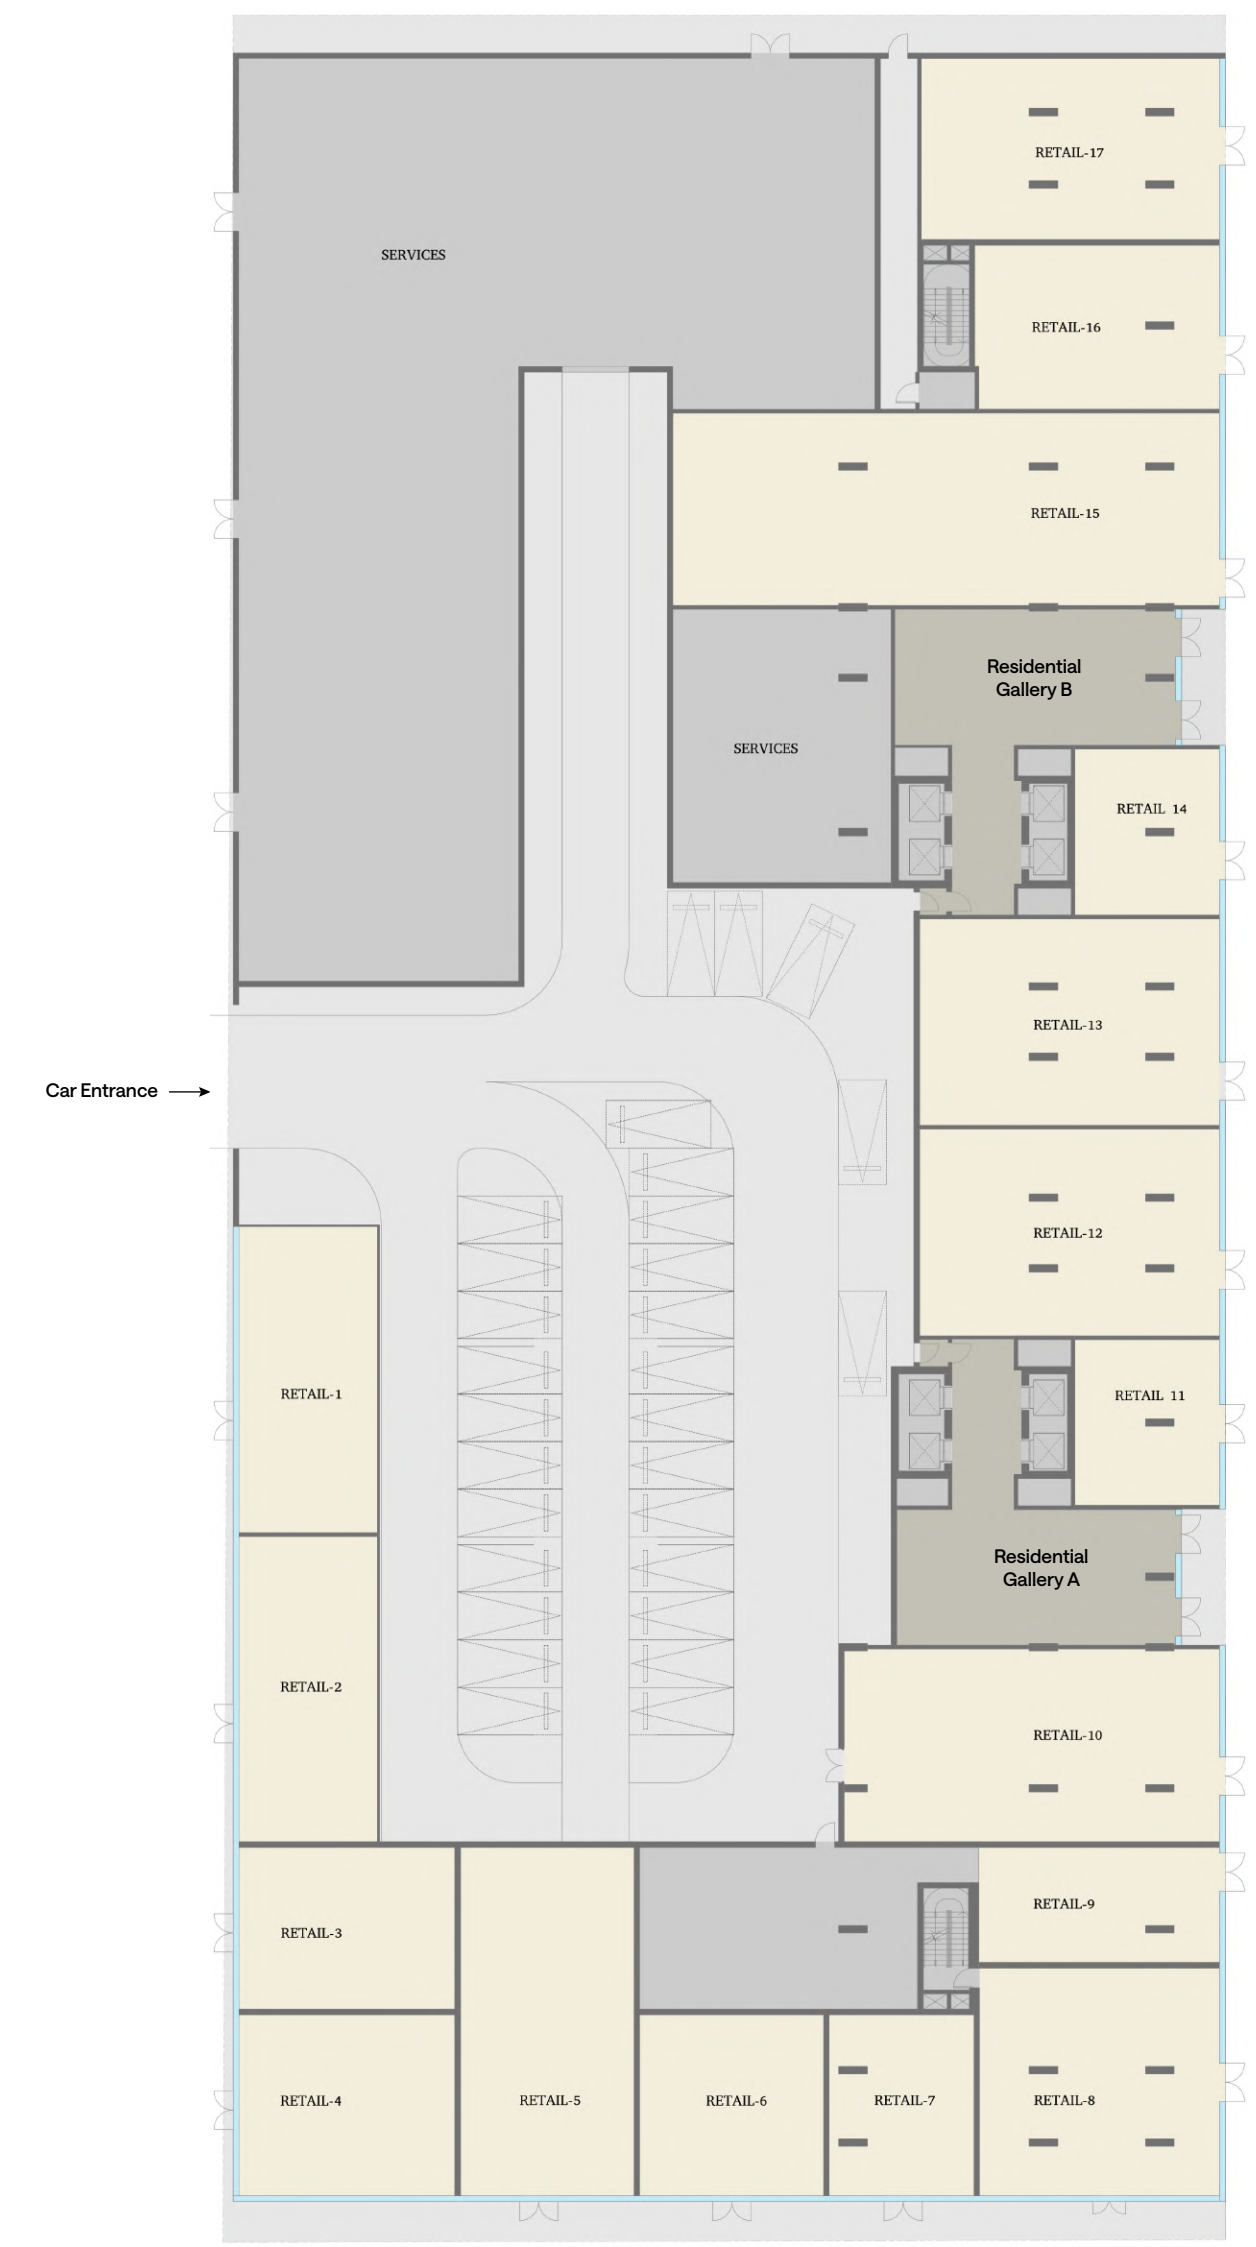 RETAIL-17
SERVICES
RETAIL-16
RETAIL-15
Residential
Gallery B
SERVICES
RETAIL 14
RETAIL-13
Car Entrance
RETAIL-12
RETAIL-1
RETAIL 11
Residential
Gallery A
RETAIL-2
RETAIL-10
RETAIL-9
RETAIL-3
RETAIL-4
RETAIL-5
RETAIL-6
RETAIL-7
RETAIL-8